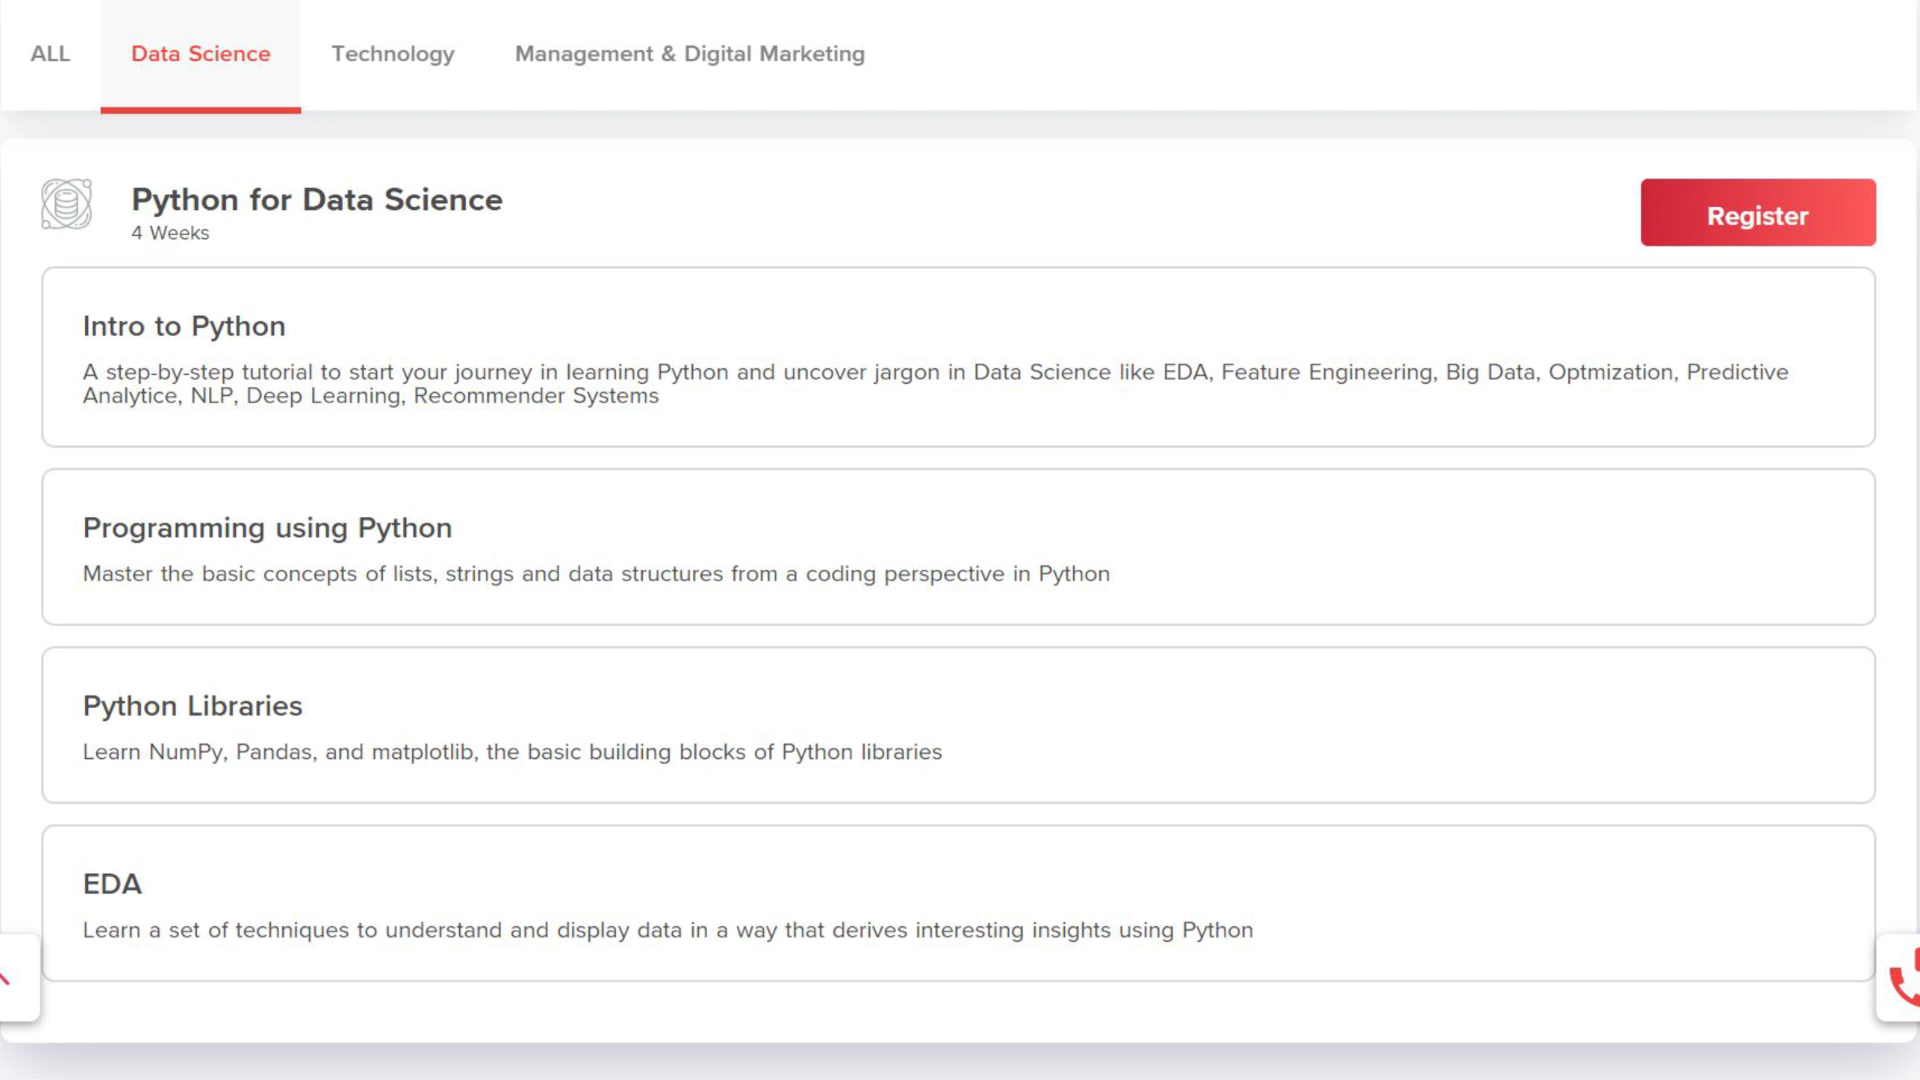 ALL
Data Science
Technology
Management & Digital Marketing
Python for Data Science
4 Weeks
Register
Intro to Python
A step-by-step tutorial to start your journey in learning Python and uncover jargon in Data Science like EDA, Feature Engineering, Big Data, Optmization, Predictive
Analytice, NLP, Deep Learning, Recommender Systems
Programming using Python
Master the basic concepts of lists, strings and data structures from a coding perspective in Python
Python Libraries
Learn NumPy, Pandas, and matplotlib, the basic building blocks of Python libraries
EDA
Learn a set of techniques to understand and display data in a way that derives interesting insights using Python